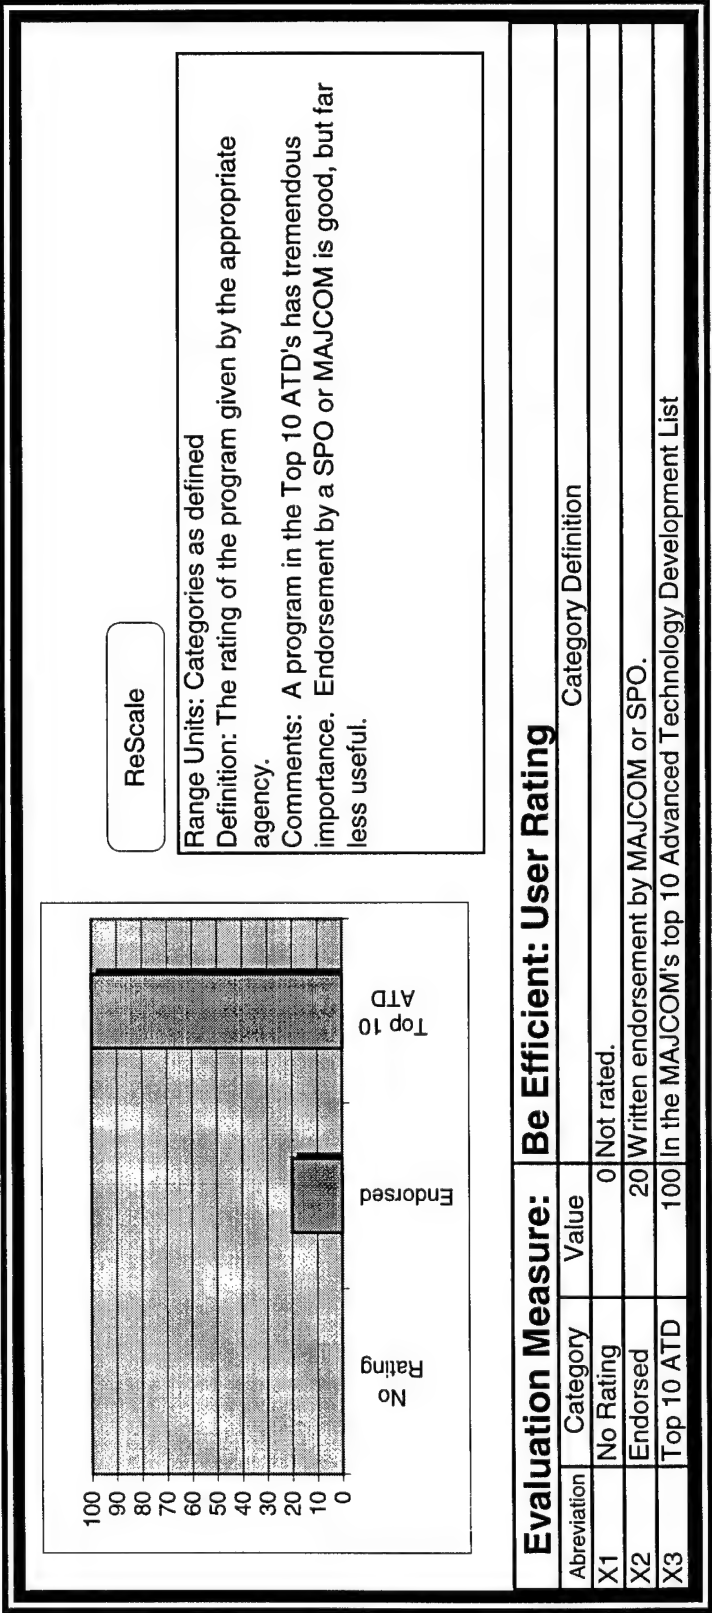 100
90
80
70
60
50
40
30
20
10
0
No
Rating
Endorsed
Top 10
ATD
ReScale
Range Units: Categories as defined
Definition: The rating of the program given by the appropriate
agency.
Comments: A program in the Top 10 ATD's has tremendous
importance. Endorsement by a SPO or MAJCOM is good, but far
less useful.
Evaluation Measure: Be Efficient: User Rating
Abreviation Category Value Category Definition
X1 No Rating 0 Not rated.
X2 Endorsed 20 Written endorsement by MAJCOM or SPO.
X3 Top 10 ATD 100 In the MAJCOM's top 10 Advanced Technology Development List